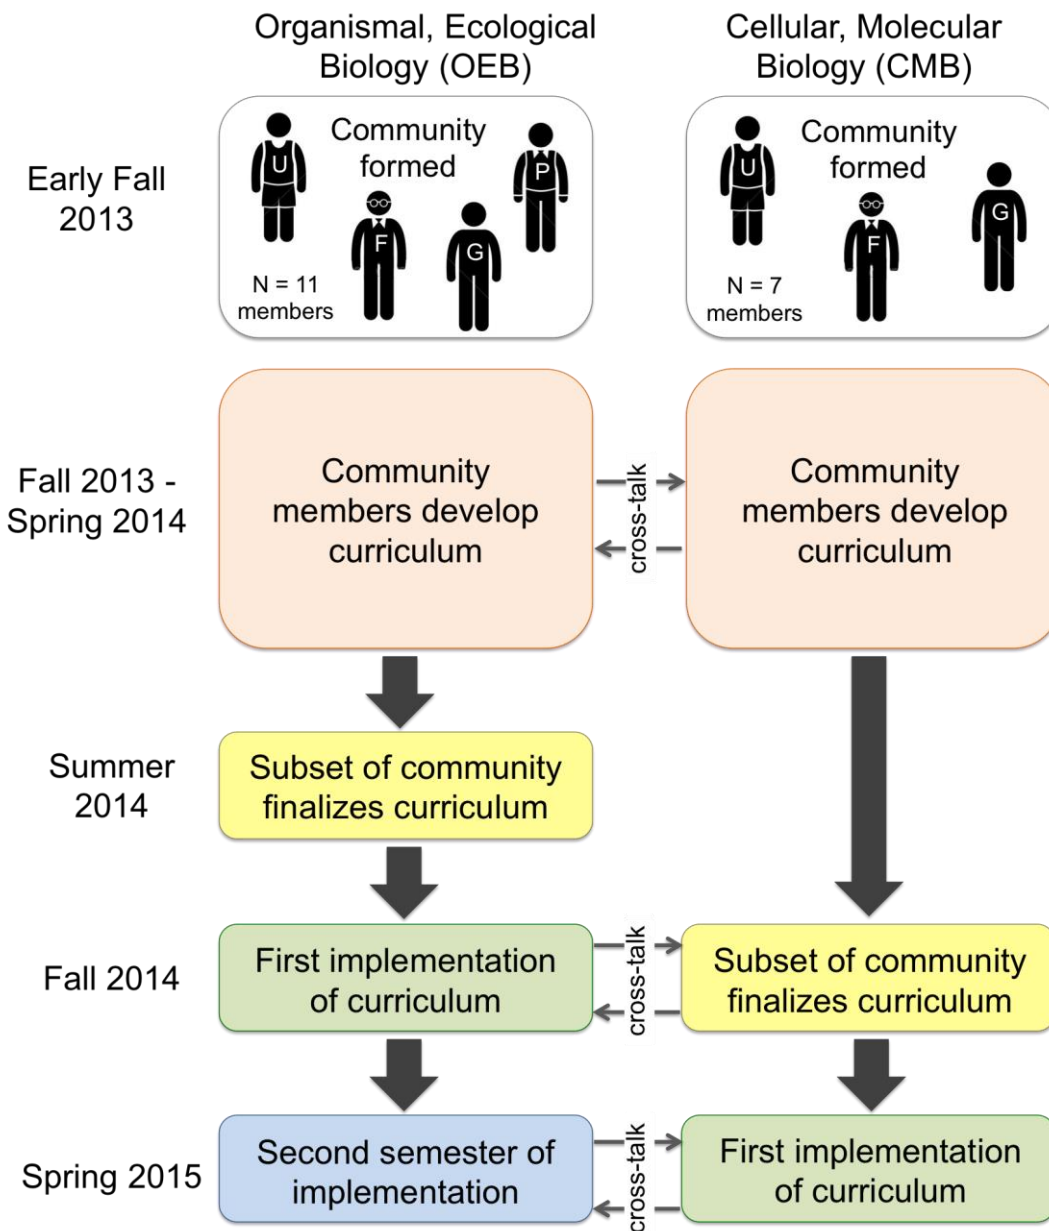 Organismal, Ecological
Biology (OEB)
Cellular, Molecular
Biology (CMB)
Early Fall
2013
U
Community
formed
P
F
G
N = 11
members
U
Community
formed
G
F
N = 7
members
Fall 2013 -
Spring 2014
Community
members develop
curriculum
cross-talk
Community
members develop
curriculum
Summer
2014
Subset of community
finalizes curriculum
Fall 2014
First implementation
of curriculum
cross-talk
Subset of community
finalizes curriculum
Spring 2015
Second semester of
implementation
cross-talk
First implementation
of curriculum